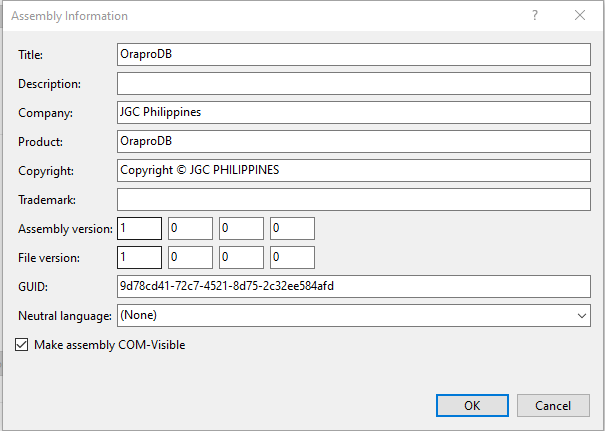 Assembly Information
Title: OraproDB
Description:
Company: JGC Philippines
Product: OraproDB
Copyright: Copyright © JGC PHILIPPINES
Trademark:
Assembly version: 1 0 0 0
File version: 1 0 0 0
GUID: 9d78cd41-72c7-4521-8d75-2c32ee584afd
Neutral language: (None)
Make assembly COM-Visible
OK Cancel